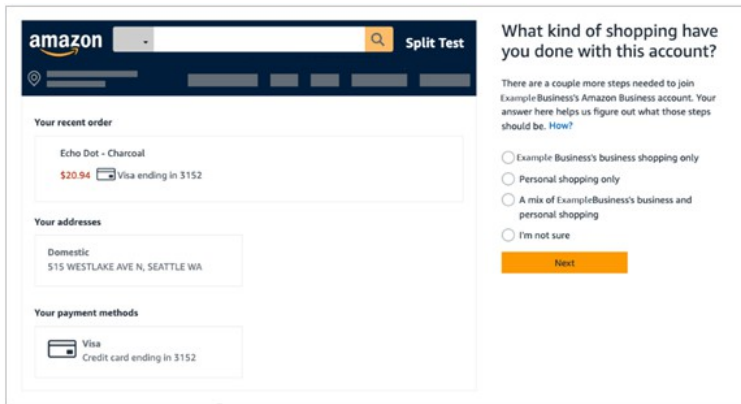 amazon
Split Test
Your recent order
Echo Dot - Charcoal
$20.94 Visa ending in 3152
Your addresses
Domestic
515 WESTLAKE AVE N, SEATTLE WA
Your payment methods
Visa
Credit card ending in 3152
What kind of shopping have
you done with this account?
There are a couple more steps needed to join
ExampleBusiness's Amazon Business account. Your
answer here helps us figure out what those steps
should be. How?
Example Business's business shopping only
Personal shopping only
A mix of ExampleBusiness's business and
personal shopping
I'm not sure
Next